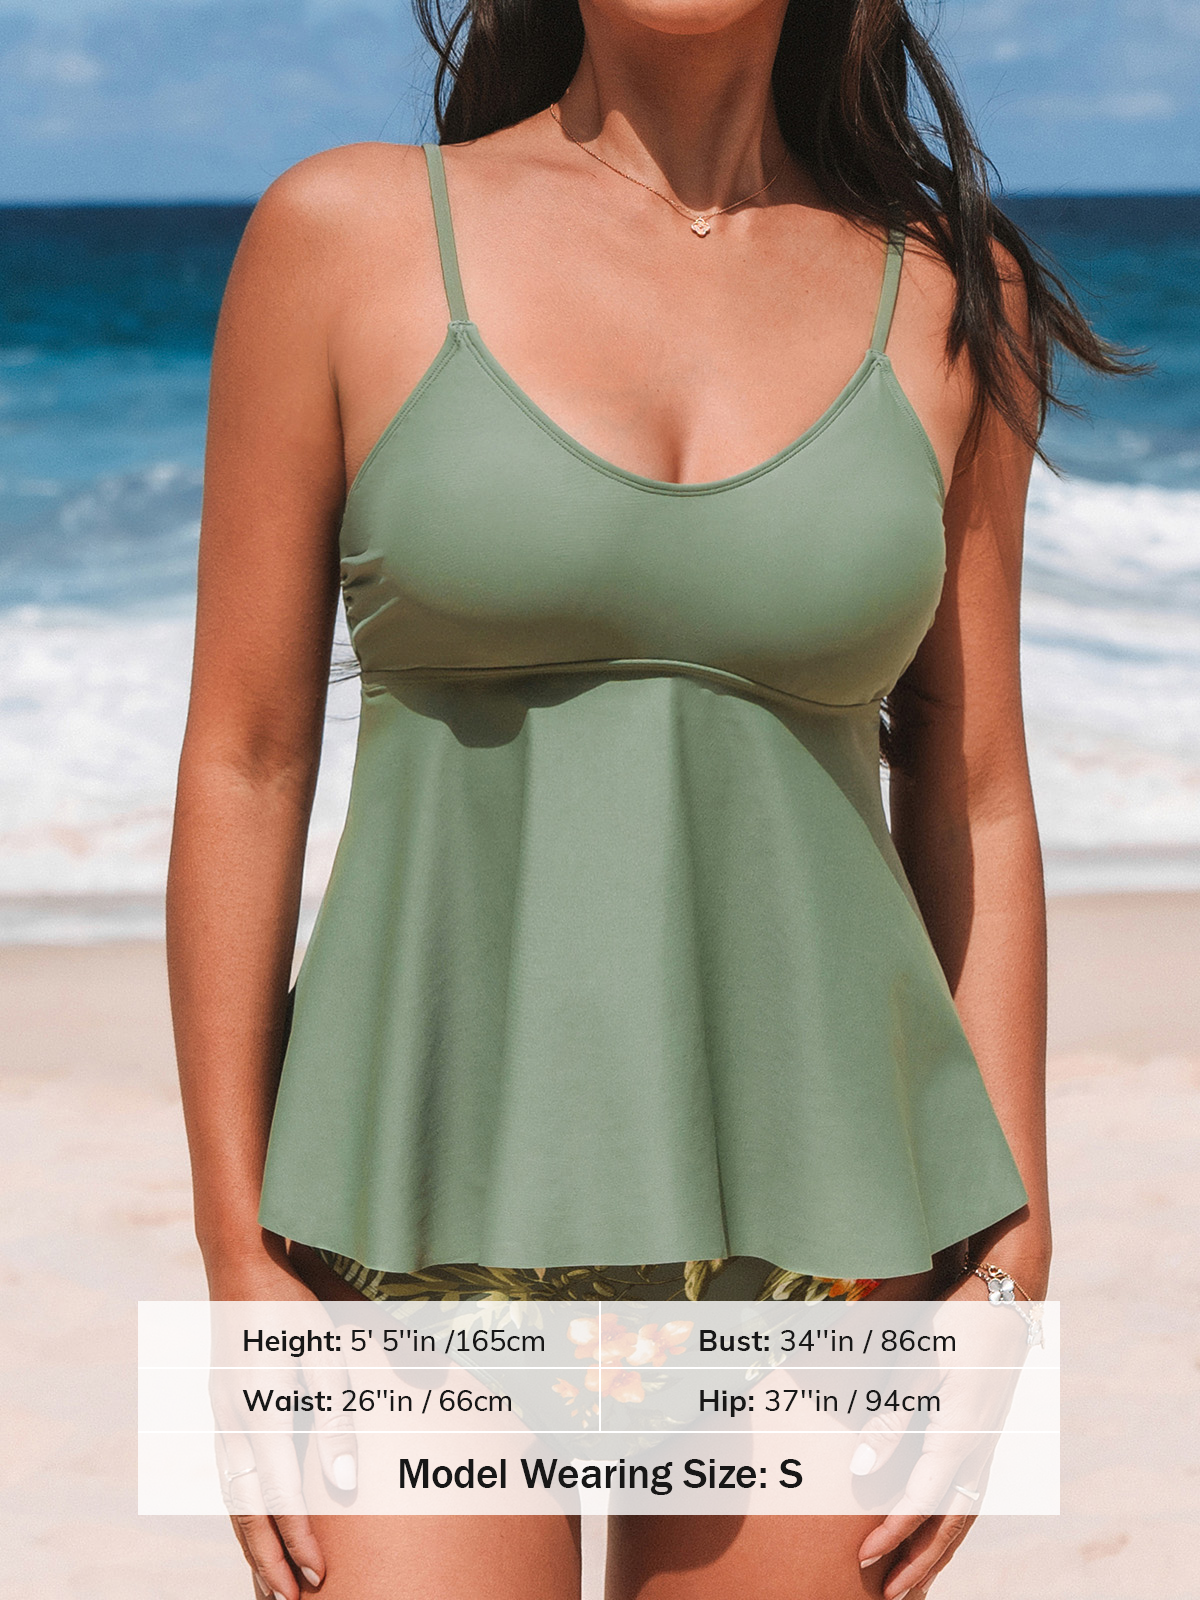 Height: 5' 5''in /165cm
Bust: 34''in / 86cm
Waist: 26''in / 66cm
Hip: 37''in / 94cm
Model Wearing Size: S